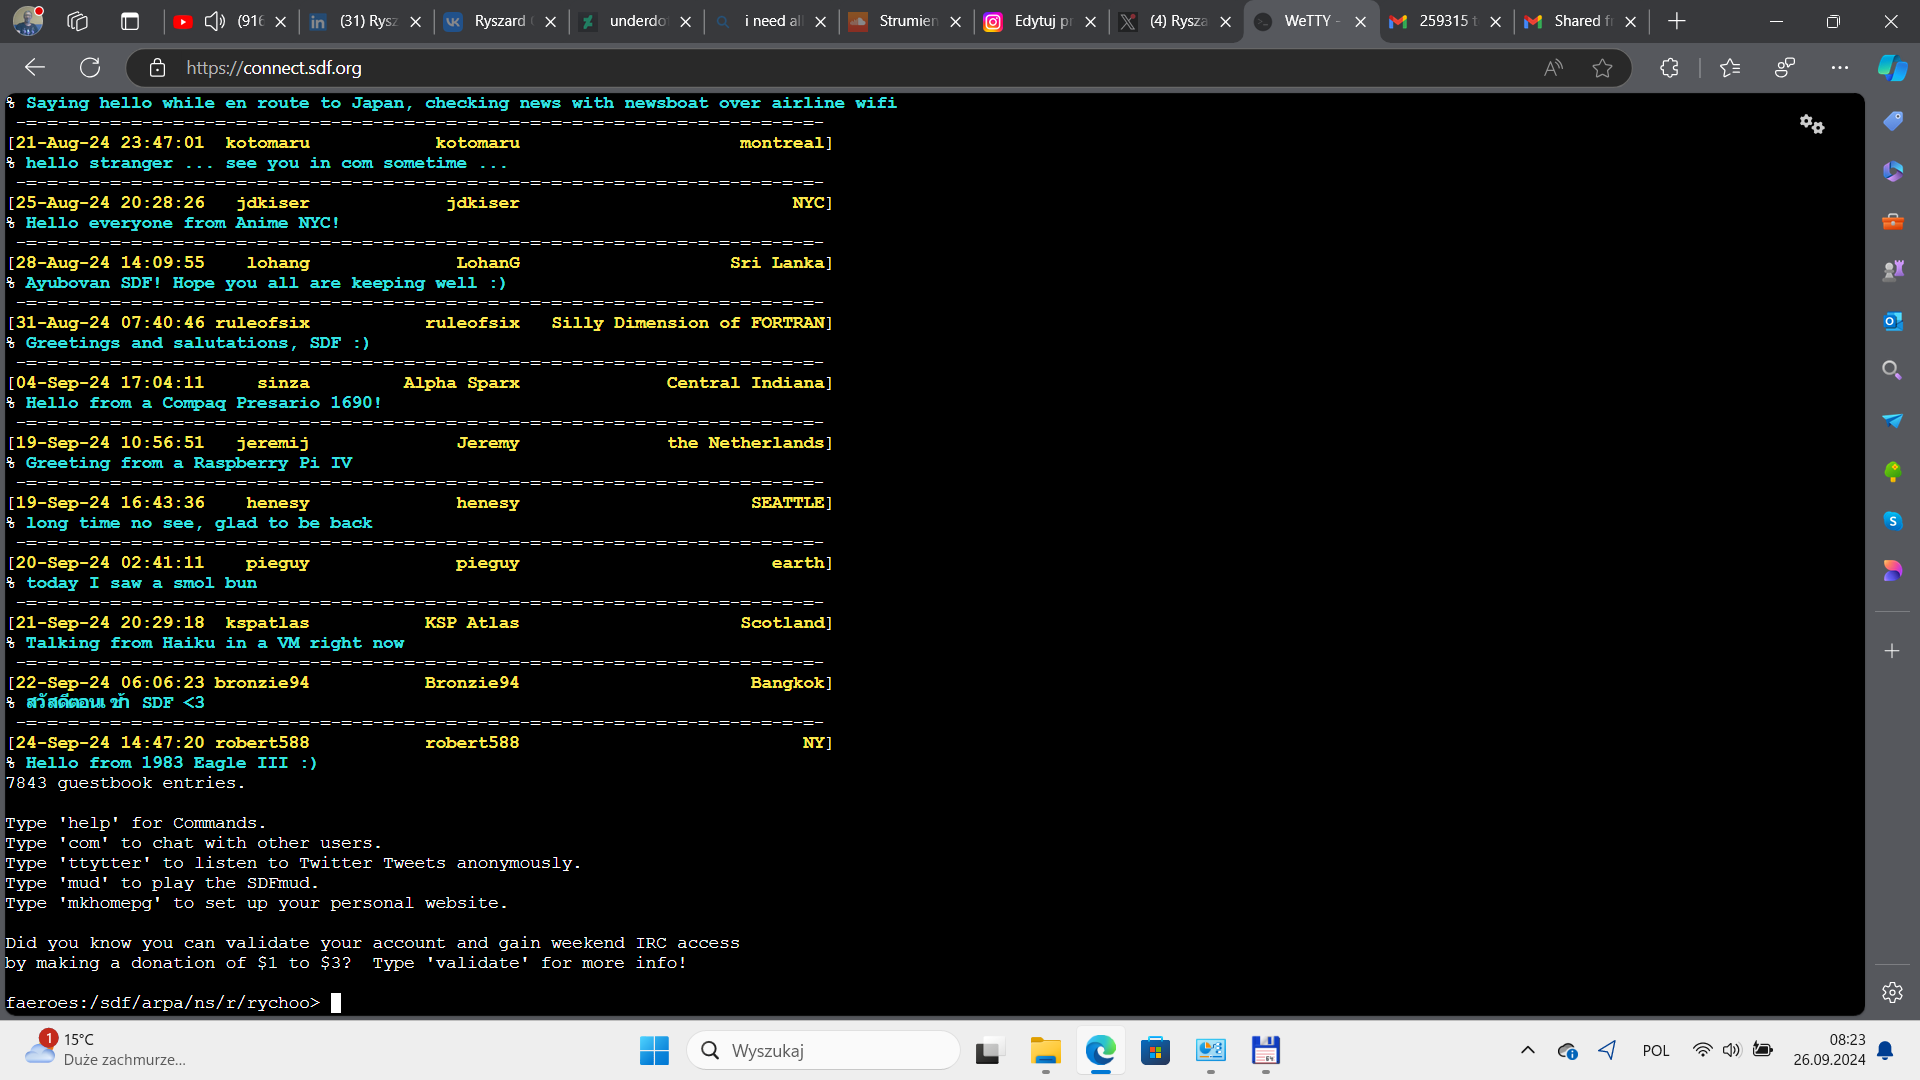 (916
(31) Rysz
Ryszard
underdo
i need all
Strumien
Edytuj pr
(4) Rysza
WeTTY -
259315 t
Shared f
https://connect.sdf.org
% Saying hello while en route to Japan, checking news with newsboat over airline wifi
-=-=-=-=-=-=-=-=-=-=-=-=-=-=-=-=-=-=-=-=-=-=-=-=-=-=-=-=-=-=-=-=-=-=-=-=-=-=-
[21-Aug-24 23:47:01 kotomaru kotomaru montreal]
% hello stranger ... see you in com sometime ...
-=-=-=-=-=-=-=-=-=-=-=-=-=-=-=-=-=-=-=-=-=-=-=-=-=-=-=-=-=-=-=-=-=-=-=-=-=-=-
[25-Aug-24 20:28:26 jdkiser jdkiser NYC]
% Hello everyone from Anime NYC!
-=-=-=-=-=-=-=-=-=-=-=-=-=-=-=-=-=-=-=-=-=-=-=-=-=-=-=-=-=-=-=-=-=-=-=-=-=-=-
[28-Aug-24 14:09:55 lohang LohanG Sri Lanka]
% Ayubovan SDF! Hope you all are keeping well :)
-=-=-=-=-=-=-=-=-=-=-=-=-=-=-=-=-=-=-=-=-=-=-=-=-=-=-=-=-=-=-=-=-=-=-=-=-=-=-
[31-Aug-24 07:40:46 ruleofsix ruleofsix Silly Dimension of FORTRAN]
% Greetings and salutations, SDF :)
-=-=-=-=-=-=-=-=-=-=-=-=-=-=-=-=-=-=-=-=-=-=-=-=-=-=-=-=-=-=-=-=-=-=-=-=-=-=-
[04-Sep-24 17:04:11 sinza Alpha Sparx Central Indiana]
% Hello from a Compaq Presario 1690!
-=-=-=-=-=-=-=-=-=-=-=-=-=-=-=-=-=-=-=-=-=-=-=-=-=-=-=-=-=-=-=-=-=-=-=-=-=-=-
[19-Sep-24 10:56:51 jeremij Jeremy the Netherlands]
% Greeting from a Raspberry Pi IV
-=-=-=-=-=-=-=-=-=-=-=-=-=-=-=-=-=-=-=-=-=-=-=-=-=-=-=-=-=-=-=-=-=-=-=-=-=-=-
[19-Sep-24 16:43:36 henesy henesy SEATTLE]
% long time no see, glad to be back
-=-=-=-=-=-=-=-=-=-=-=-=-=-=-=-=-=-=-=-=-=-=-=-=-=-=-=-=-=-=-=-=-=-=-=-=-=-=-
[20-Sep-24 02:41:11 pieguy pieguy earth]
% today I saw a smol bun
-=-=-=-=-=-=-=-=-=-=-=-=-=-=-=-=-=-=-=-=-=-=-=-=-=-=-=-=-=-=-=-=-=-=-=-=-=-=-
[21-Sep-24 20:29:18 kspatlas KSP Atlas Scotland]
% Talking from Haiku in a VM right now
-=-=-=-=-=-=-=-=-=-=-=-=-=-=-=-=-=-=-=-=-=-=-=-=-=-=-=-=-=-=-=-=-=-=-=-=-=-=-
[22-Sep-24 06:06:23 bronzie94 Bronzie94 Bangkok]
% สวัสดีตอนเช้า SDF <3
-=-=-=-=-=-=-=-=-=-=-=-=-=-=-=-=-=-=-=-=-=-=-=-=-=-=-=-=-=-=-=-=-=-=-=-=-=-=-
[24-Sep-24 14:47:20 robert588 robert588 NY]
% Hello from 1983 Eagle III :)
7843 guestbook entries.
Type 'help' for Commands.
Type 'com' to chat with other users.
Type 'ttytter' to listen to Twitter Tweets anonymously.
Type 'mud' to play the SDFmud.
Type 'mkhomepg' to set up your personal website.
Did you know you can validate your account and gain weekend IRC access
by making a donation of $1 to $3? Type 'validate' for more info!
faeroes:/sdf/arpa/ns/r/rychoo>
1
15°C
Duże zachmurze...
Wyszukaj
POL
08:23
26.09.2024